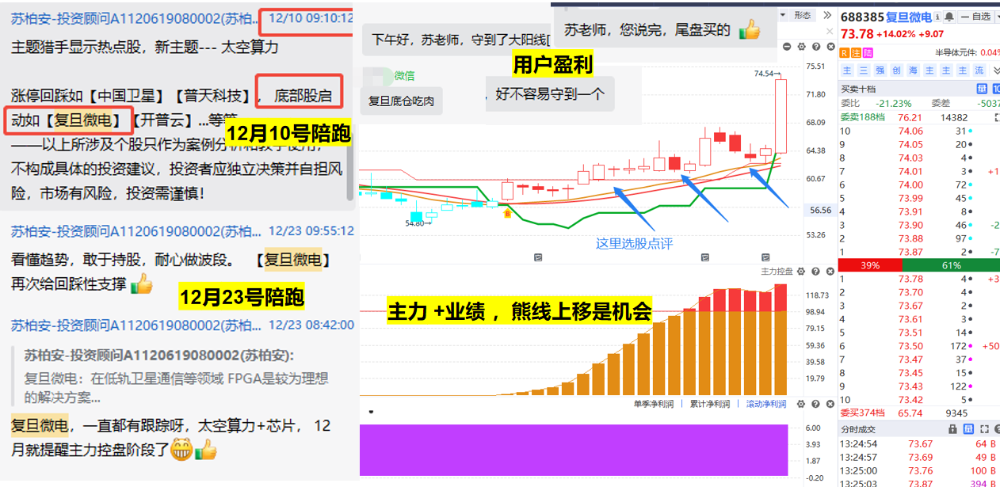 苏柏安-投资顾问A1120619080002(苏柏... 12/10 09:10:12
主题猎手显示热点股，新主题--- 太空算力
涨停回踩如【中国卫星】【普天科技】， 底部股启
动如【复旦微电】【开普云】...等等
12月10号陪跑
——以上所涉及个股只作为案例分析和教学使用，
不构成具体的投资建议，投资者应独立决策并自担风
险，市场有风险，投资需谨慎！
苏柏安-投资顾问A1120619080002(苏柏... 12/23 09:55:12
看懂趋势，敢于持股，耐心做波段。 【复旦微电】
再次给回踩性支撑👍
12月23号陪跑
苏柏安-投资顾问A1120619080002(苏柏... 12/23 08:42:00
苏柏安-投资顾问A1120619080002(苏柏安):
复旦微电：在低轨卫星通信等领域 FPGA是较为理想
的解决方案...
复旦微电，一直都有跟踪呀，太空算力+芯片， 12
月就提醒主力控盘阶段了😁👍
下午好，苏老师，守到了大阳线[
苏老师，您说完，尾盘买的👍
用户盈利
微信
复旦底仓吃肉
，好不容易守到一个
形态
74.54→
54.80→
B
这里选股点评
75.51
71.80
68.09
64.38
60.67
56.56
53.26
主力控盘
主力 +业绩 ，熊线上移是机会
118.73
98.94
79.15
59.36
39.58
19.79
单季净利润 | 累计净利润 | 滚动净利润
6.00
3.93
1.87
-0.20
688385 复旦微电 自选
73.78 +14.02% +9.07
R 注 陆 半导体元件: 0.04%
主 三 强 创 海 主 主 主 流
买卖十档
委比 -21.23% 委差 -5037
委卖188档 76.21 14382
10 74.06 31
9 74.05 20
8 74.03 4
7 74.01 3 +1
6 74.00 72
5 73.99 45
4 73.91 8
3 73.90 46 -2
2 73.88 97
1 73.87 2 -7
39% 61%
1 73.78 4 +3
2 73.70 4
3 73.67 2
4 73.61 3
5 73.51 14
6 73.50 172 +50
7 73.47 37
8 73.45 15
9 73.43 122
10 73.42 5
委买374档 65.74 9345
分时成交
13:24:54 73.67 64 B
13:24:57 73.69 49 B
13:25:00 73.76 100 B
13:25:03 73.87 394 B